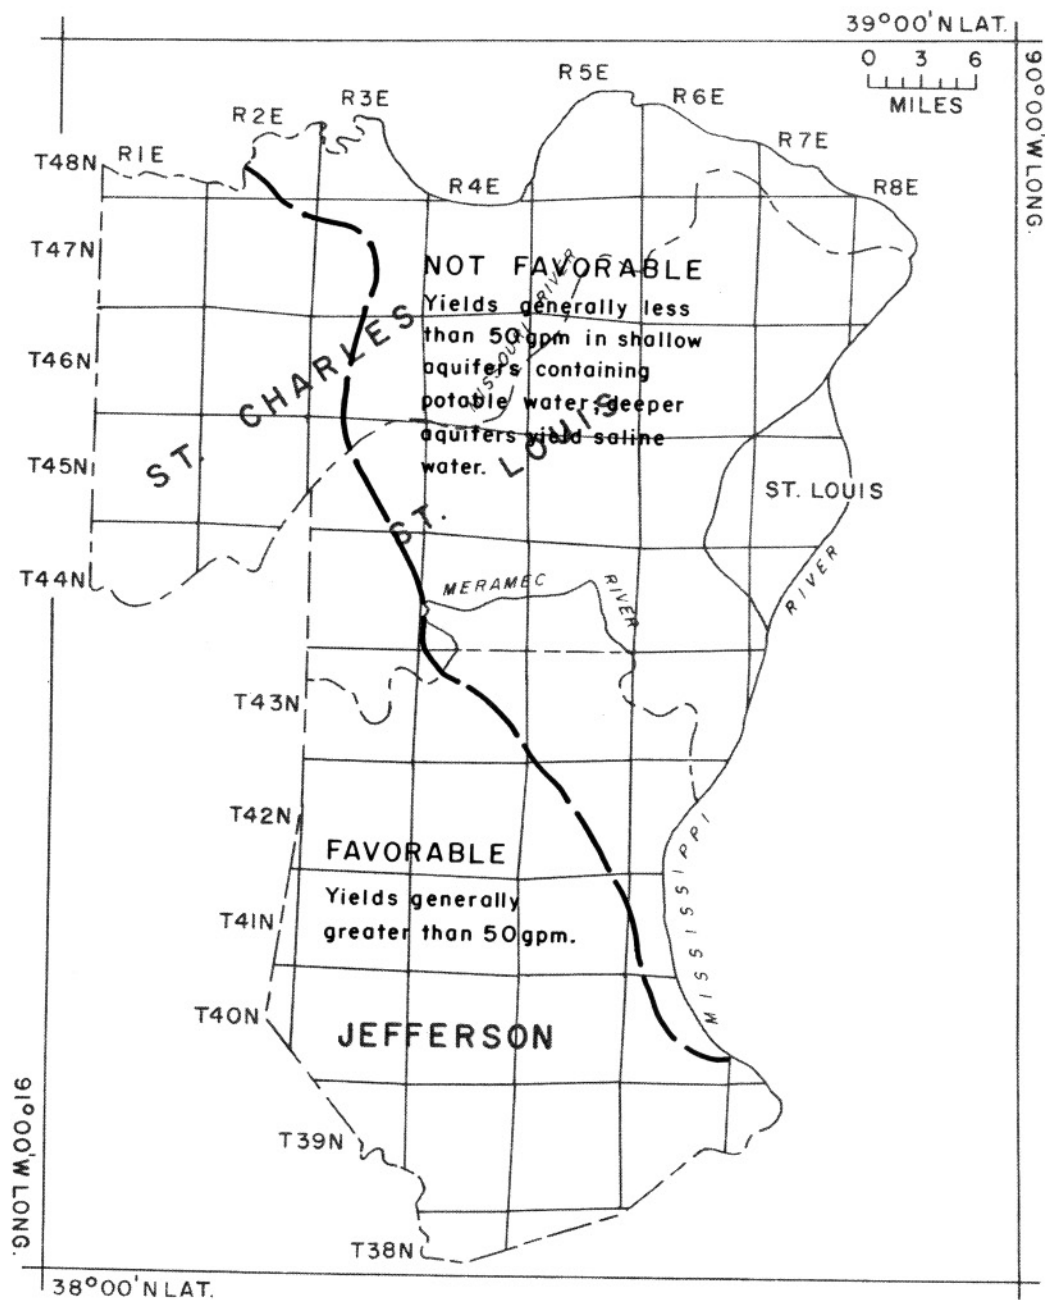 39°00'N LAT.
90°00'W LONG.
0 3 6
MILES
R1E
R2E
R3E
R4E
R5E
R6E
R7E
R8E
T48N
T47N
T46N
T45N
T44N
T43N
T42N
T41N
T40N
T39N
T38N
NOT FAVORABLE
Yields generally less
than 50 gpm in shallow
aquifers containing
potable water; deeper
aquifers yield saline
water.
MISSOURI RIVER
ST. CHARLES
ST. LOUIS
ST. LOUIS
MERAMEC RIVER
MISSISSIPPI RIVER
FAVORABLE
Yields generally
greater than 50 gpm.
JEFFERSON
91°00'W LONG.
38°00'N LAT.